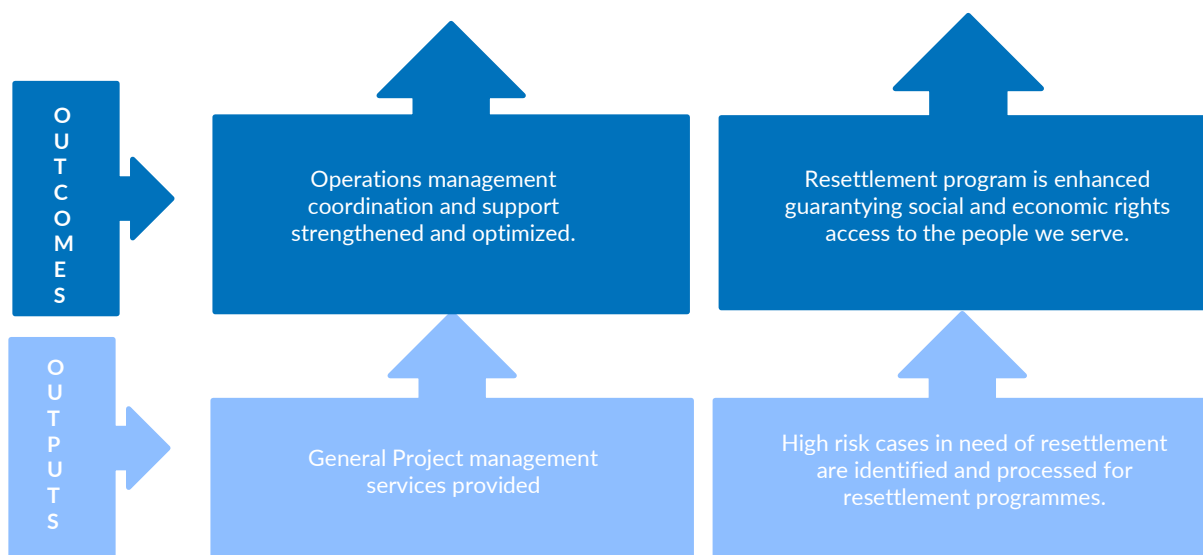 OUTCOMES
Operations management
coordination and support
strengthened and optimized.
Resettlement program is enhanced
guarantying social and economic rights
access to the people we serve.
OUTPUTS
General Project management
services provided
High risk cases in need of resettlement
are identified and processed for
resettlement programmes.